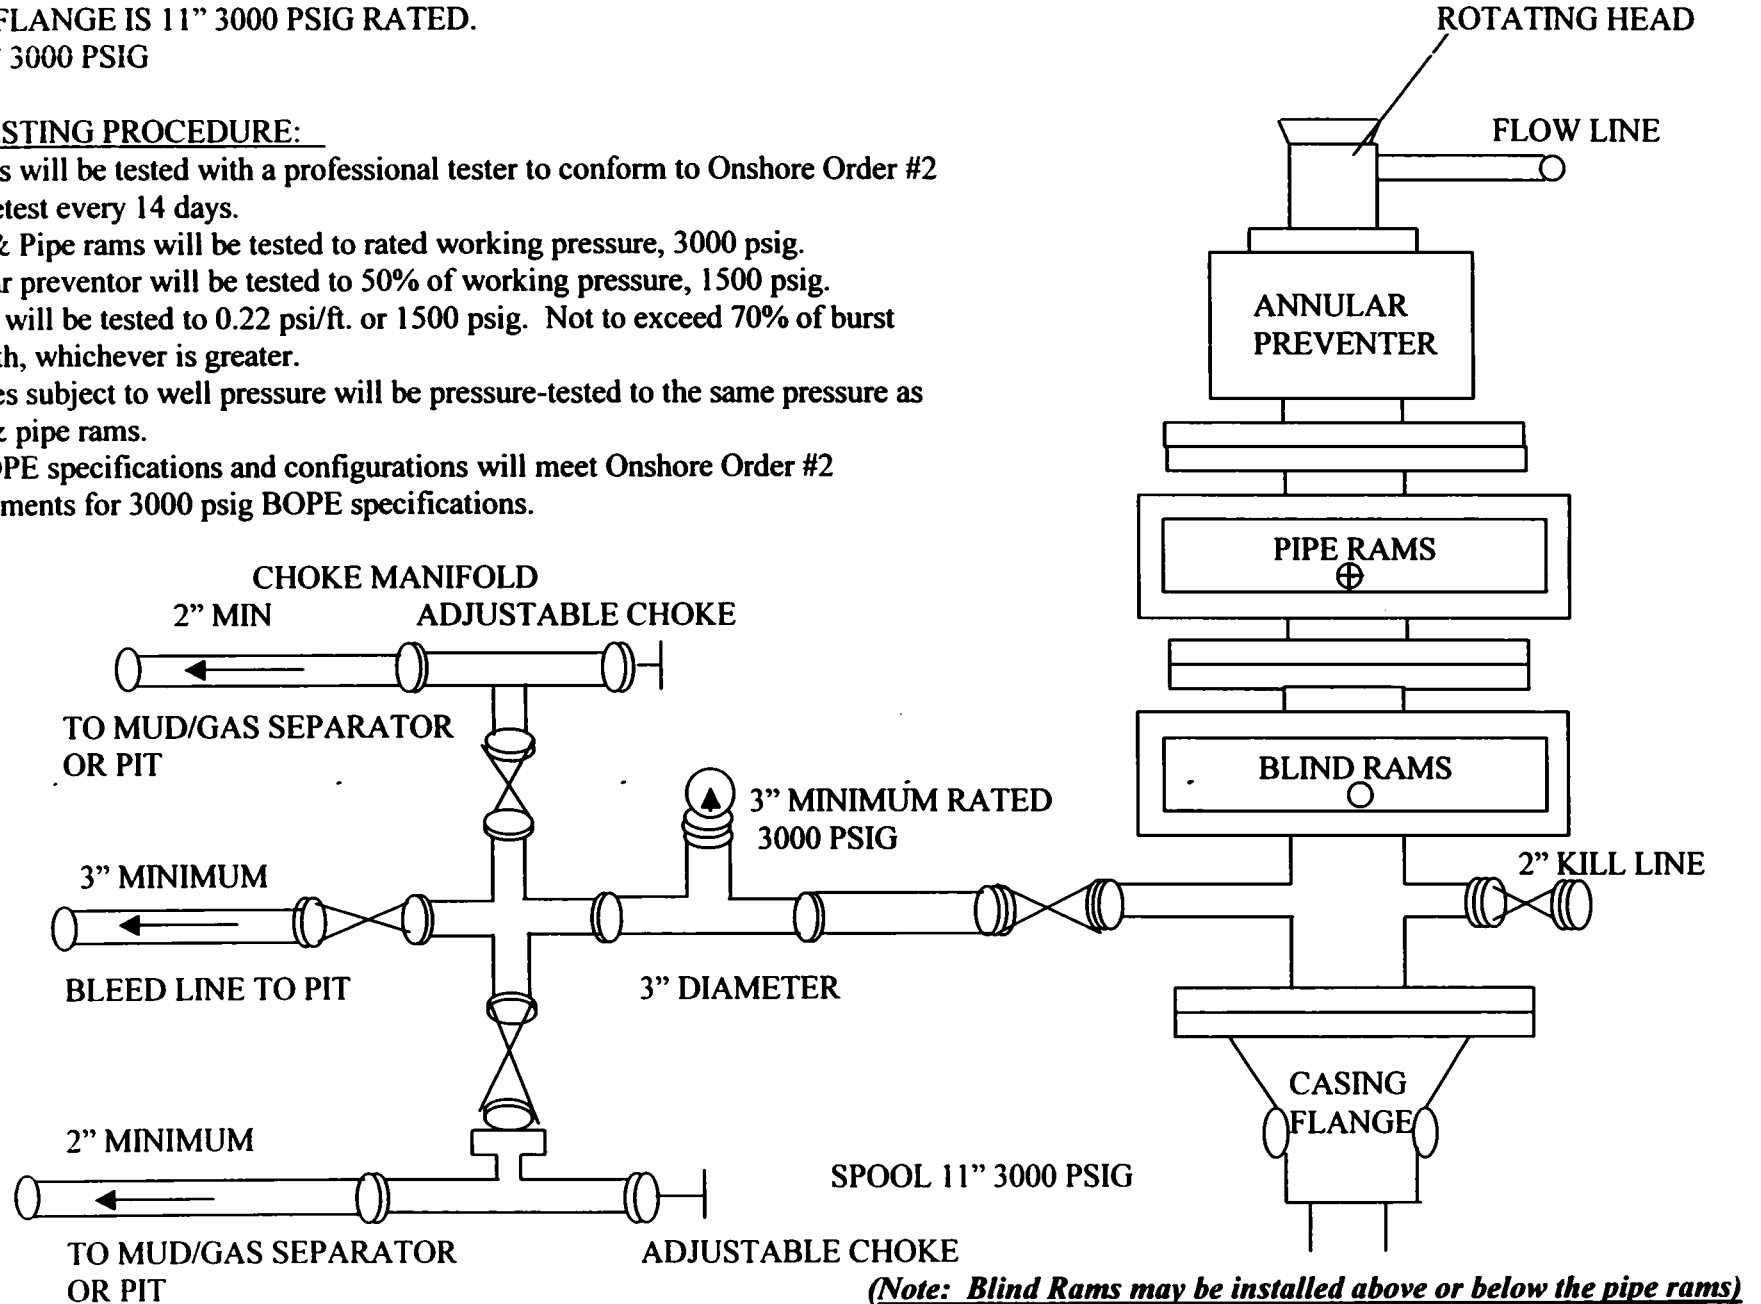 FLANGE IS 11” 3000 PSIG RATED.
3000 PSIG
STING PROCEDURE:
s will be tested with a professional tester to conform to Onshore Order #2
etest every 14 days.
& Pipe rams will be tested to rated working pressure, 3000 psig.
r preventor will be tested to 50% of working pressure, 1500 psig.
will be tested to 0.22 psi/ft. or 1500 psig. Not to exceed 70% of burst
th, whichever is greater.
es subject to well pressure will be pressure-tested to the same pressure as
& pipe rams.
OPE specifications and configurations will meet Onshore Order #2
ments for 3000 psig BOPE specifications.
ROTATING HEAD
FLOW LINE
ANNULAR
PREVENTER
PIPE RAMS
BLIND RAMS
2” KILL LINE
CASING
FLANGE
CHOKE MANIFOLD
2” MIN
ADJUSTABLE CHOKE
TO MUD/GAS SEPARATOR
OR PIT
3” MINIMUM RATED
3000 PSIG
3” MINIMUM
BLEED LINE TO PIT
3” DIAMETER
2” MINIMUM
SPOOL 11” 3000 PSIG
TO MUD/GAS SEPARATOR
OR PIT
ADJUSTABLE CHOKE
(Note: Blind Rams may be installed above or below the pipe rams)